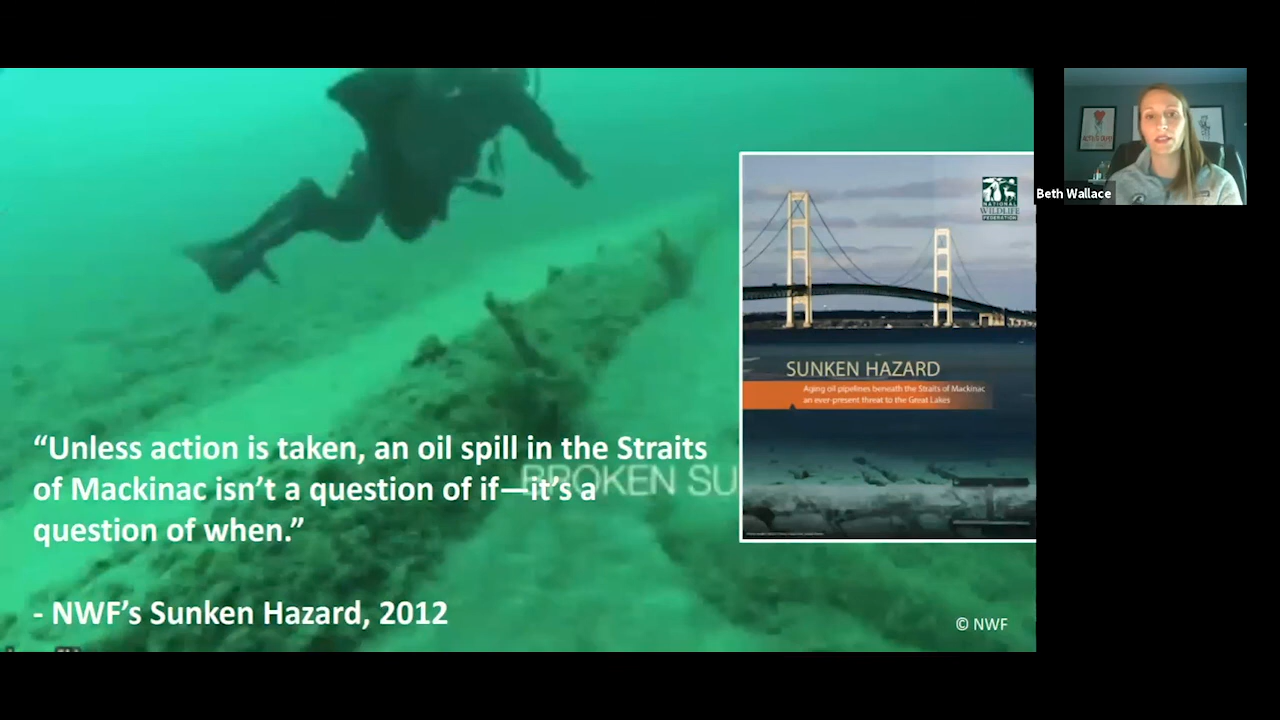 Beth Wallace
NATIONAL
WILDLIFE
FEDERATION
SUNKEN HAZARD
Aging oil pipelines beneath the Straits of Mackinac
an ever-present threat to the Great Lakes
“Unless action is taken, an oil spill in the Straits
of Mackinac isn’t a question of if—it’s a
question of when.”
BROKEN SU
- NWF’s Sunken Hazard, 2012
© NWF